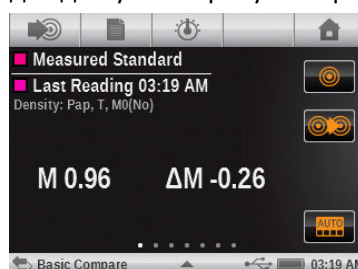 Measured Standard
Last Reading 03:19 AM
Density: Pap, T, M0(No)
M 0.96 ΔM -0.26
AUTO
Basic Compare 03:19 AM